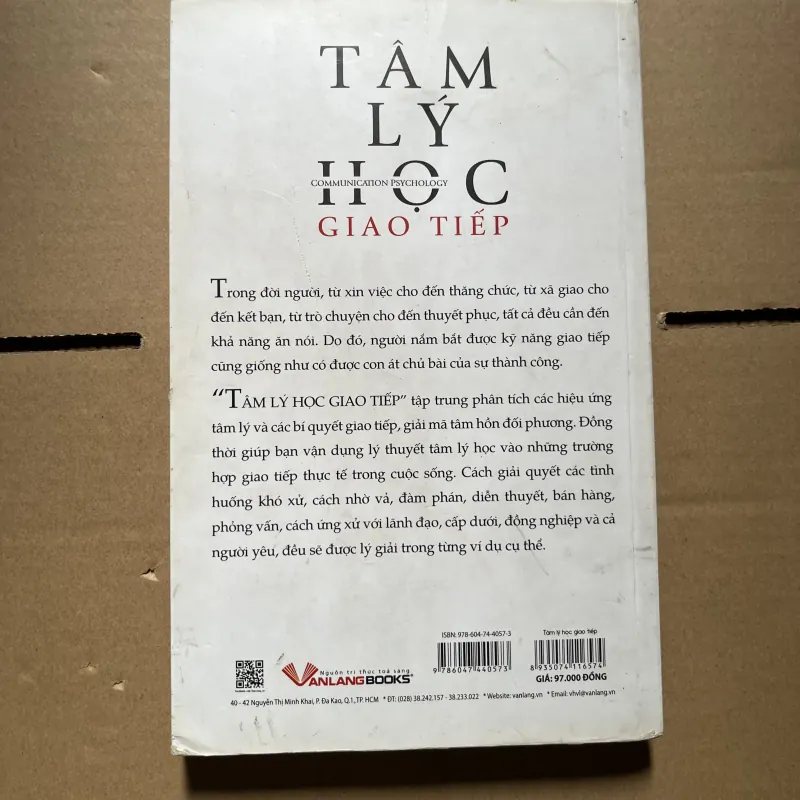 TÂM
LÝ
HỌC
COMMUNICATION PSYCHOLOGY
GIAO TIẾP
Trong đời người, từ xin việc cho đến thăng chức, từ xã giao cho
đến kết bạn, từ trò chuyện cho đến thuyết phục, tất cả đều cần đến
khả năng ăn nói. Do đó, người nắm bắt được kỹ năng giao tiếp
cũng giống như có được con át chủ bài của sự thành công.
“TÂM LÝ HỌC GIAO TIẾP” tập trung phân tích các hiệu ứng
tâm lý và các bí quyết giao tiếp, giải mã tâm hồn đối phương. Đồng
thời giúp bạn vận dụng lý thuyết tâm lý học vào những trường
hợp giao tiếp thực tế trong cuộc sống. Cách giải quyết các tình
huống khó xử, cách nhờ vả, đàm phán, diễn thuyết, bán hàng,
phỏng vấn, cách ứng xử với lãnh đạo, cấp dưới, đồng nghiệp và cả
người yêu, đều sẽ được lý giải trong từng ví dụ cụ thể.
ISBN: 978-604-74-4057-3
9 786047 440573
Tâm lý học giao tiếp
8 935074 116574
GIÁ: 97.000 ĐỒNG
Nguồn tri thức toả sáng
VANLANGBOOKS®
40 - 42 Nguyễn Thị Minh Khai, P. Đa Kao, Q.1, TP. HCM * ĐT: (028) 38.242.157 - 38.233.022 * Website: vanlang.vn * Email: vhvl@vanlang.vn